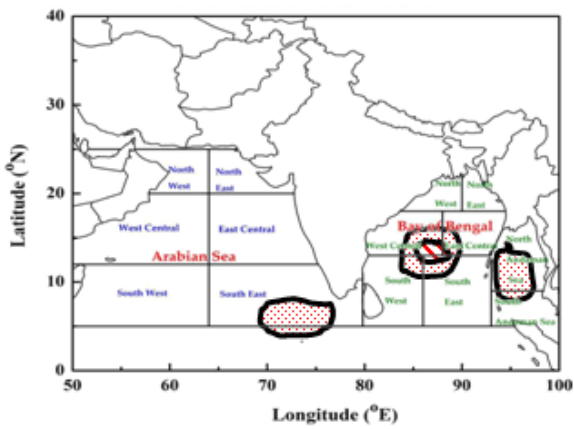 40
30
20
10
0
50
60
70
80
90
100
Latitude (°N)
Longitude (°E)
North
West
North
East
West Central
East Central
Arabian Sea
South West
South East
North
West
North
East
Bay of Bengal
West Central
East Central
South
West
South
East
North
Andaman
South
Andaman Sea